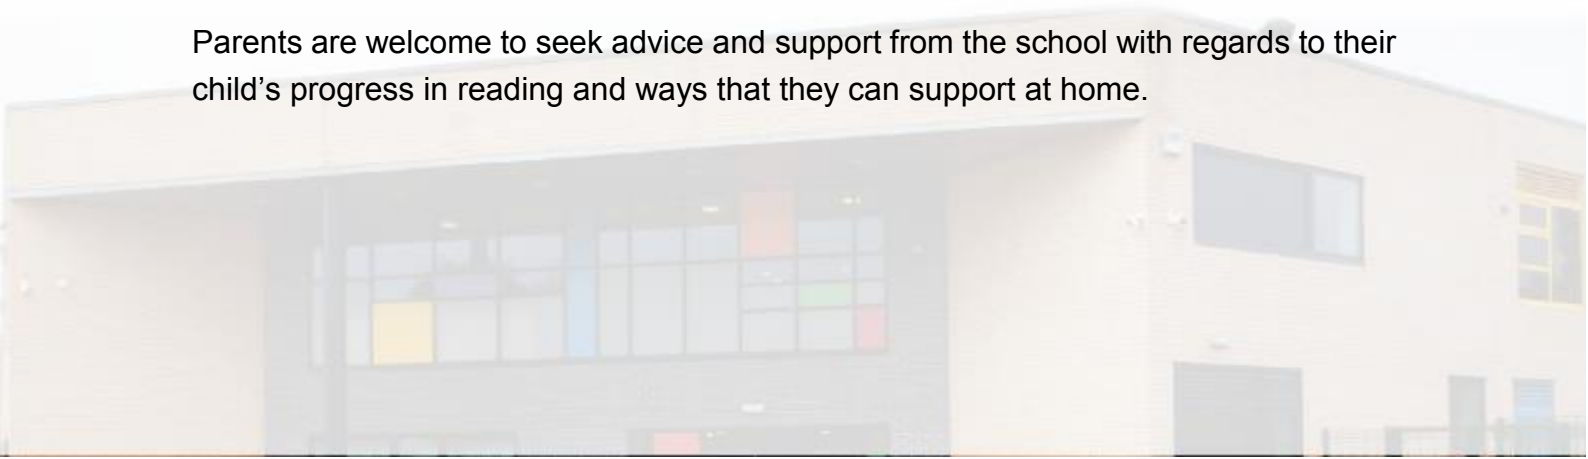 Parents are welcome to seek advice and support from the school with regards to their
child’s progress in reading and ways that they can support at home.